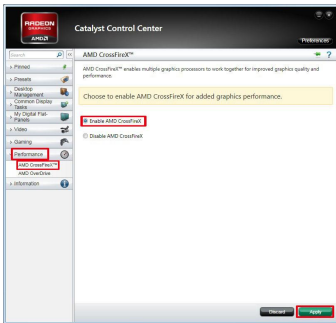 RADEON
GRAPHICS
AMD
Catalyst Control Center
Preferences
Search
AMD CrossFireX™
Pinned
Presets
Desktop
Management
Common Display
Tasks
My Digital Flat-
Panels
Video
Gaming
Performance
AMD CrossFireX™
AMD OverDrive
Information
AMD CrossFireX™ enables multiple graphics processors to work together for improved graphics quality and
performance.
Choose to enable AMD CrossFireX for added graphics performance.
Enable AMD CrossFireX
Disable AMD CrossFireX
Discard
Apply